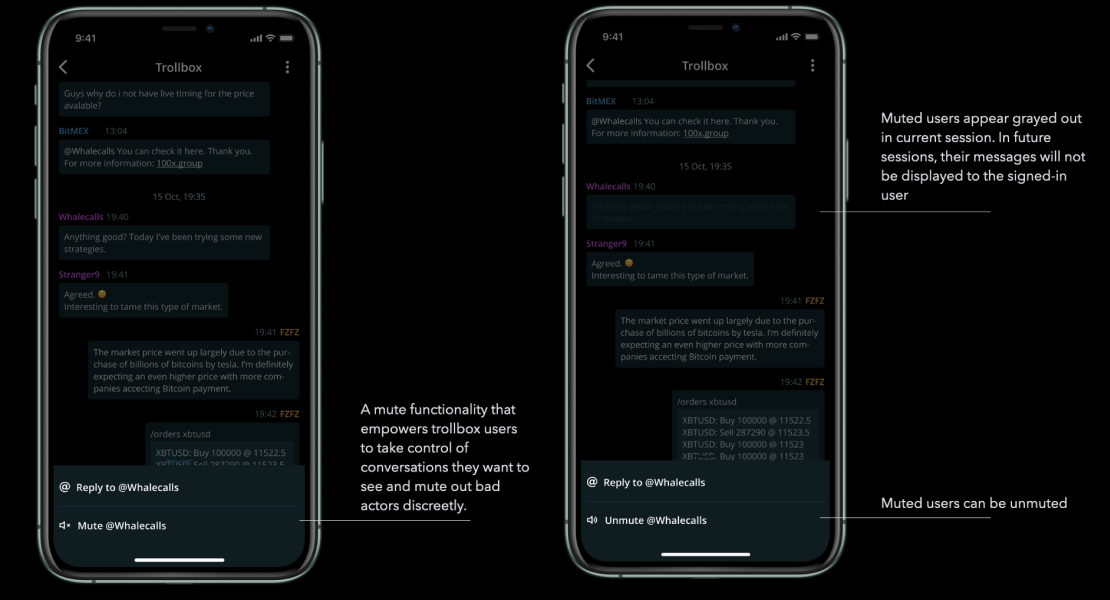 9:41
Trollbox
Guys why do i not have live timing for the price
avalable?
BitMEX 13:04
@Whalecalls You can check it here. Thank you.
For more information: 100x.group
15 Oct, 19:35
Whalecalls 19:40
Anything good? Today I've been trying some new
strategies.
Stranger9 19:41
Agreed.
Interesting to tame this type of market.
19:41 FZFZ
The market price went up largely due to the pur-
chase of billions of bitcoins by tesla. I'm definitely
expecting an even higher price with more com-
panies accecting Bitcoin payment.
19:42 FZFZ
/orders xbtusd
XBTUSD: Buy 100000 @ 11522.5
XBTUSD: Sell 287290 @ 11523.5
@ Reply to @Whalecalls
Mute @Whalecalls
A mute functionality that
empowers trollbox users
to take control of
conversations they want to
see and mute out bad
actors discreetly.
9:41
Trollbox
BitMEX 13:04
@Whalecalls You can check it here. Thank you.
For more information: 100x.group
15 Oct, 19:35
Whalecalls 19:40
Anything good? Today I've been trying some new
strategies.
Stranger9 19:41
Agreed.
Interesting to tame this type of market.
19:41 FZFZ
The market price went up largely due to the pur-
chase of billions of bitcoins by tesla. I'm definitely
expecting an even higher price with more com-
panies accecting Bitcoin payment.
19:42 FZFZ
/orders xbtusd
XBTUSD: Buy 100000 @ 11522.5
XBTUSD: Sell 287290 @ 11523.5
XBTUSD: Buy 100000 @ 11523
XBTUSD: Buy 100000 @ 11523
@ Reply to @Whalecalls
Unmute @Whalecalls
Muted users appear grayed out
in current session. In future
sessions, their messages will not
be displayed to the signed-in
user
Muted users can be unmuted